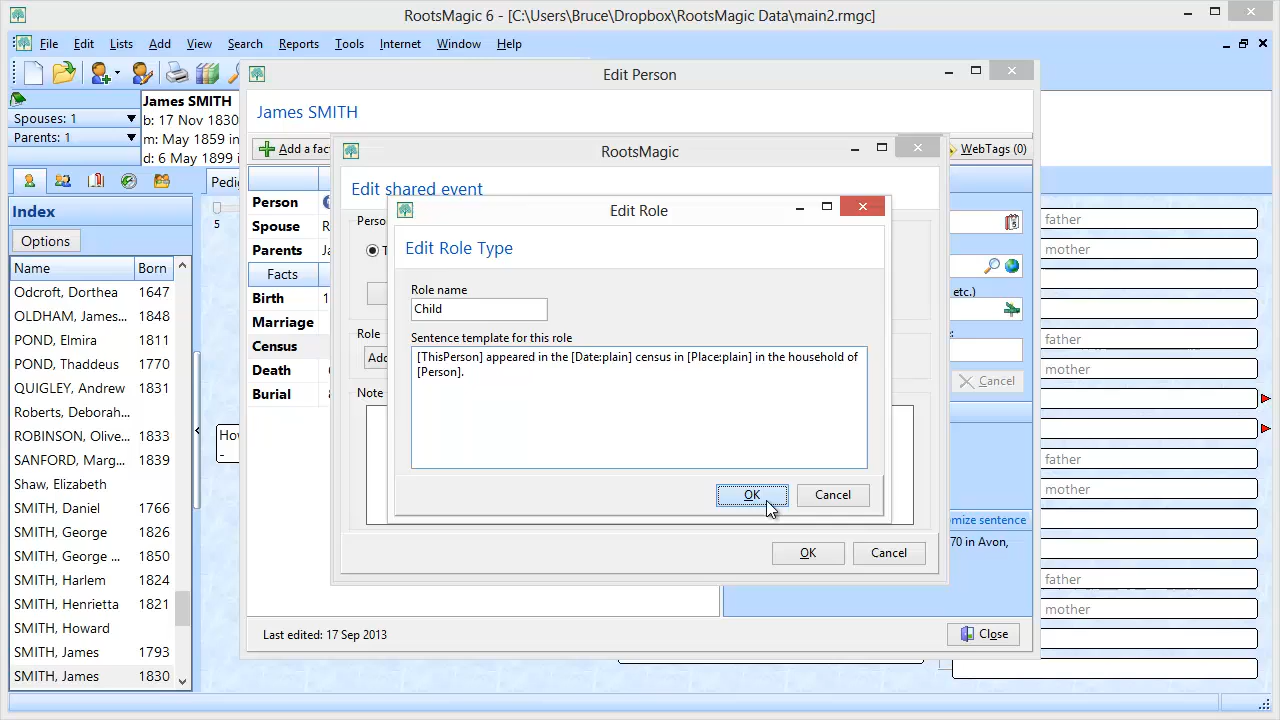 RootsMagic 6 - [C:\Users\Bruce\Dropbox\RootsMagic Data\main2.rmgc]
File Edit Lists Add View Search Reports Tools Internet Window Help
Edit Person
James SMITH
Spouses: 1
b: 17 Nov 1830
Parents: 1
m: May 1859 in
d: 6 May 1899 in
James SMITH
Add a fact
WebTags (0)
Index
Options
Name Born
Odcroft, Dorthea 1647
OLDHAM, James... 1848
POND, Elmira 1811
POND, Thaddeus 1770
QUIGLEY, Andrew 1831
Roberts, Deborah...
ROBINSON, Olive... 1833
SANFORD, Marg... 1839
Shaw, Elizabeth
SMITH, Daniel 1766
SMITH, George 1826
SMITH, George ... 1850
SMITH, Harlem 1824
SMITH, Henrietta 1821
SMITH, Howard
SMITH, James 1793
SMITH, James 1830
Pedi
5
Person
Spouse R
Parents Ja
Facts
Birth 1
Marriage
Census
Death
Burial
RootsMagic
Edit shared event
Perso
Role
Add
Note
OK
Cancel
Edit Role
Edit Role Type
Role name
Child
Sentence template for this role
[ThisPerson] appeared in the [Date:plain] census in [Place:plain] in the household of
[Person].
OK
Cancel
etc.)
Cancel
omize sentence
70 in Avon,
Last edited: 17 Sep 2013
Close
Ho
-
father
mother
father
mother
father
mother
father
mother